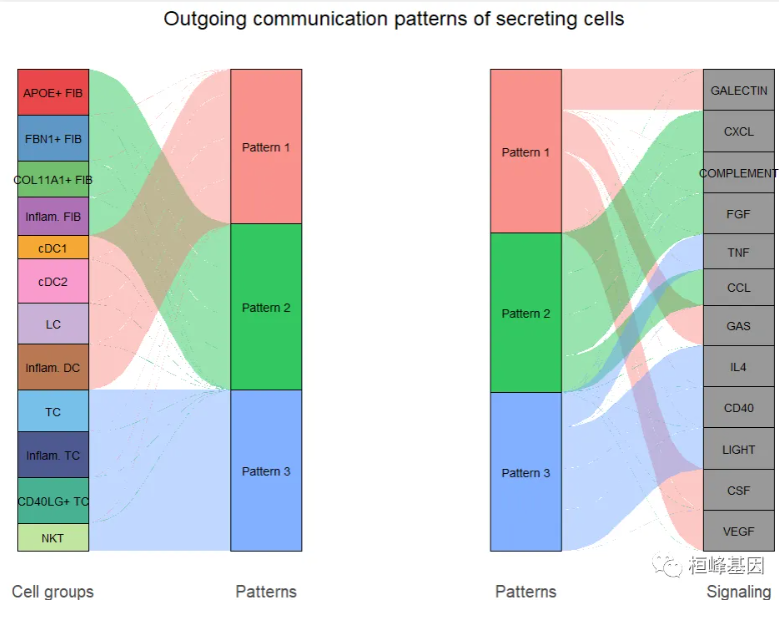 Outgoing communication patterns of secreting cells
APOE+ FIB
FBN1+ FIB
COL11A1+ FIB
Inflam. FIB
cDC1
cDC2
LC
Inflam. DC
TC
Inflam. TC
CD40LG+ TC
NKT
Pattern 1
Pattern 2
Pattern 3
Pattern 1
Pattern 2
Pattern 3
GALECTIN
CXCL
COMPLEMENT
FGF
TNF
CCL
GAS
IL4
CD40
LIGHT
CSF
VEGF
桓峰基因
Cell groups
Patterns
Patterns
Signaling